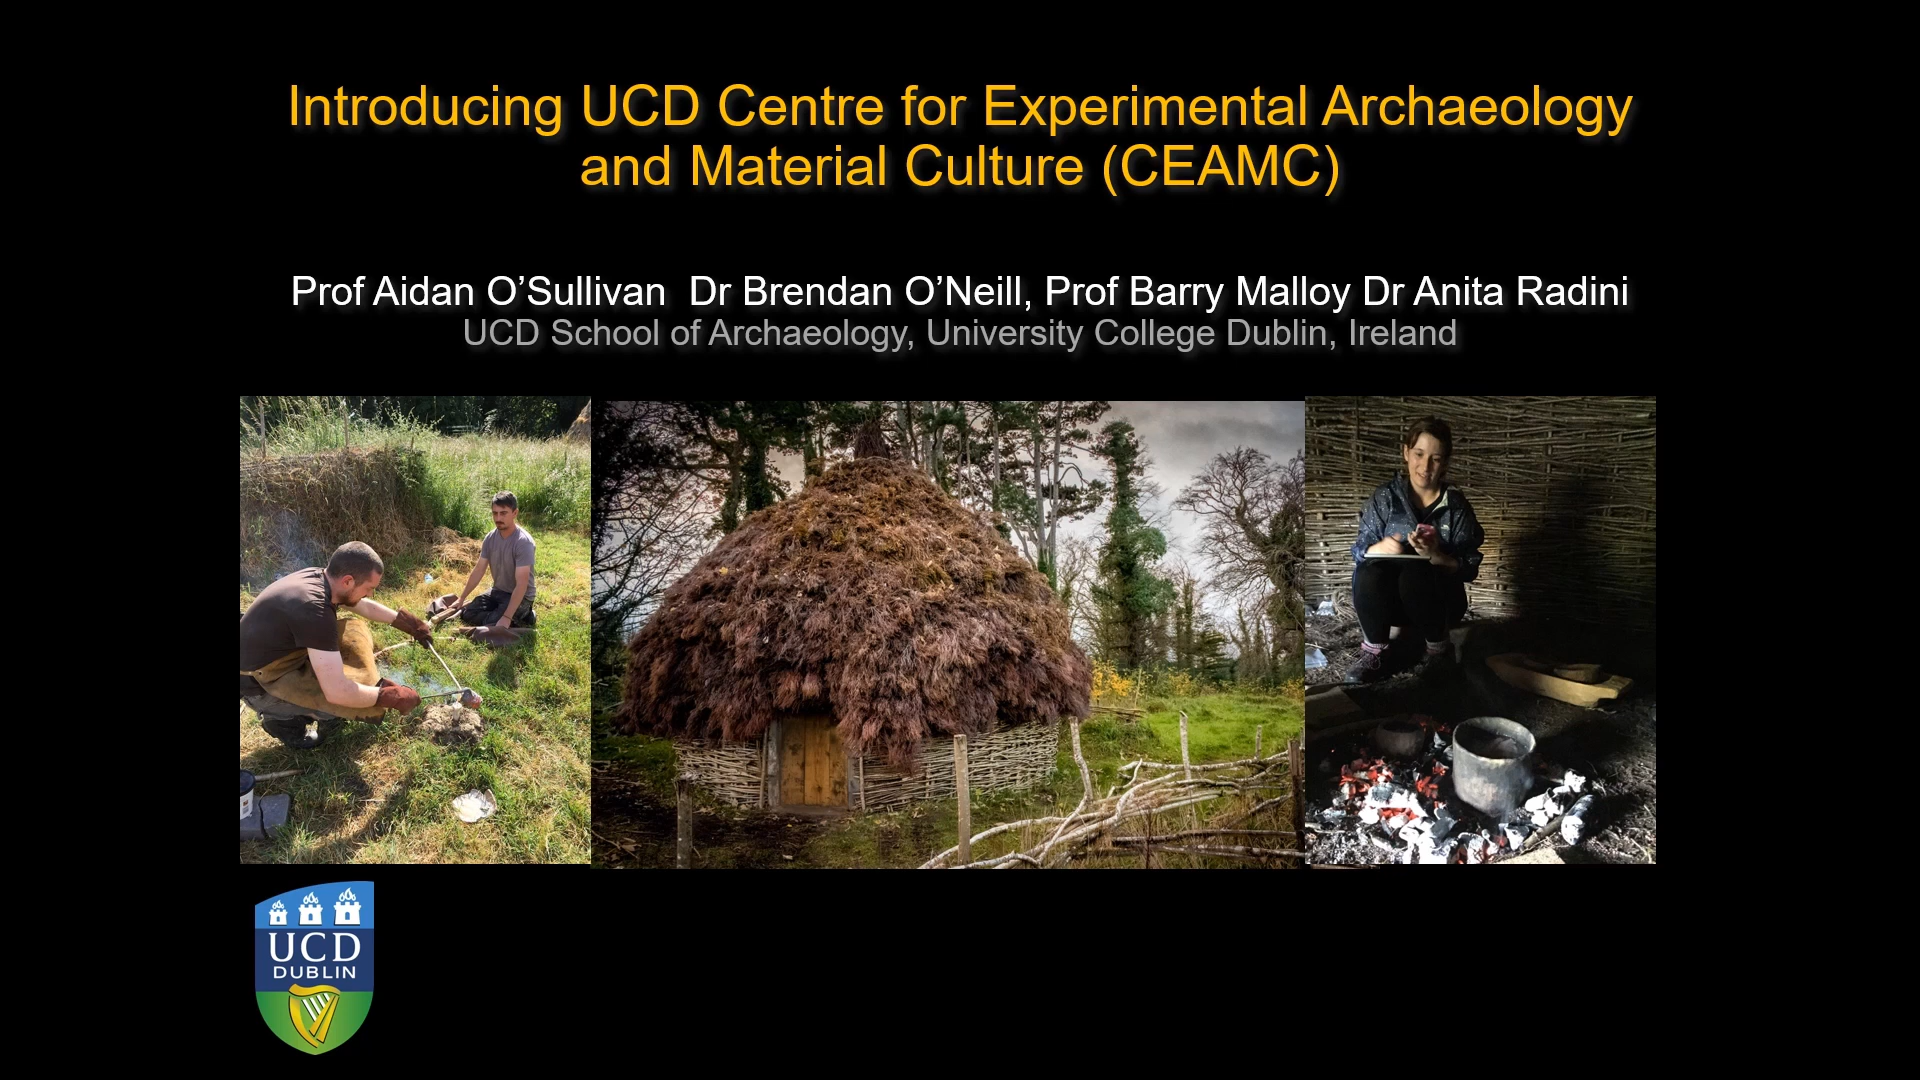 Introducing UCD Centre for Experimental Archaeology
and Material Culture (CEAMC)
Prof Aidan O’Sullivan  Dr Brendan O’Neill, Prof Barry Malloy Dr Anita Radini
UCD School of Archaeology, University College Dublin, Ireland
UCD
DUBLIN